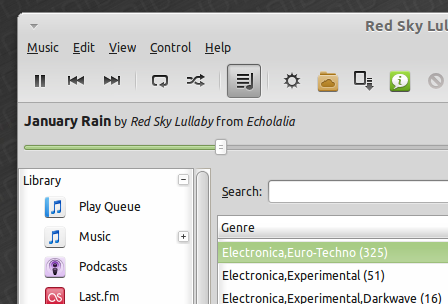 Red Sky Lulla
Music Edit View Control Help
January Rain by Red Sky Lullaby from Echolalia
Library
Play Queue
Music
Podcasts
Last.fm
Search:
Genre
Electronica,Euro-Techno (325)
Electronica,Experimental (51)
Electronica,Experimental,Darkwave (16)